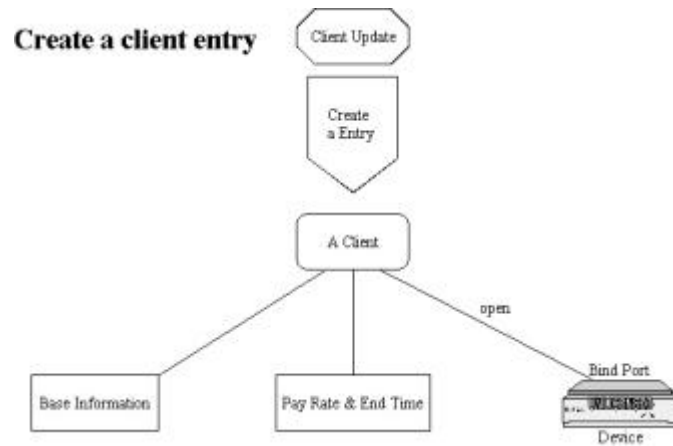 Create a client entry
Client Update
Create
a Entry
A Client
open
Bind Port
Base Information
Pay Rate & End Time
Device